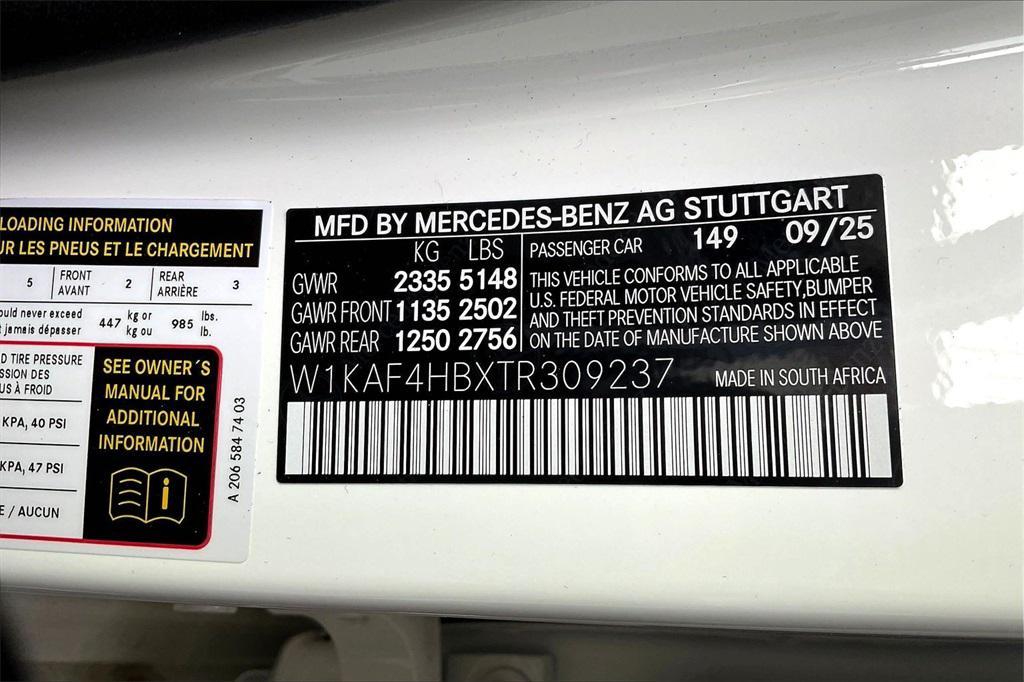 LOADING INFORMATION
UR LES PNEUS ET LE CHARGEMENT
5 FRONT AVANT 2 REAR ARRIÈRE 3
ould never exceed
t jamais dépasser 447 kg or kg ou 985 lbs. lb.
D TIRE PRESSURE
SSION DES
US À FROID
KPA, 40 PSI
KPA, 47 PSI
E / AUCUN
SEE OWNER´S
MANUAL FOR
ADDITIONAL
INFORMATION
A 206 584 74 03
MFD BY MERCEDES-BENZ AG STUTTGART
KG LBS
GVWR 2335 5148
GAWR FRONT 1135 2502
GAWR REAR 1250 2756
PASSENGER CAR 149 09/25
THIS VEHICLE CONFORMS TO ALL APPLICABLE
U.S. FEDERAL MOTOR VEHICLE SAFETY,BUMPER
AND THEFT PREVENTION STANDARDS IN EFFECT
ON THE DATE OF MANUFACTURE SHOWN ABOVE
W1KAF4HBXTR309237 MADE IN SOUTH AFRICA